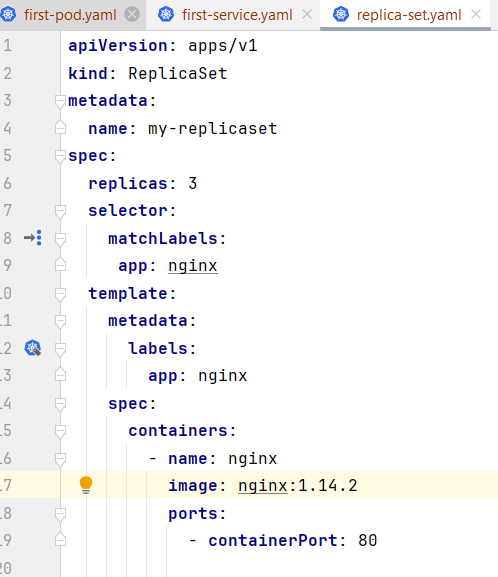 first-pod.yaml first-service.yaml replica-set.yaml
1 apiVersion: apps/v1
2 kind: ReplicaSet
3 metadata:
4   name: my-replicaset
5 spec:
6   replicas: 3
7   selector:
8     matchLabels:
9      app: nginx
10   template:
11     metadata:
12       labels:
13         app: nginx
14     spec:
15       containers:
16         - name: nginx
17           image: nginx:1.14.2
18           ports:
19             - containerPort: 80
20